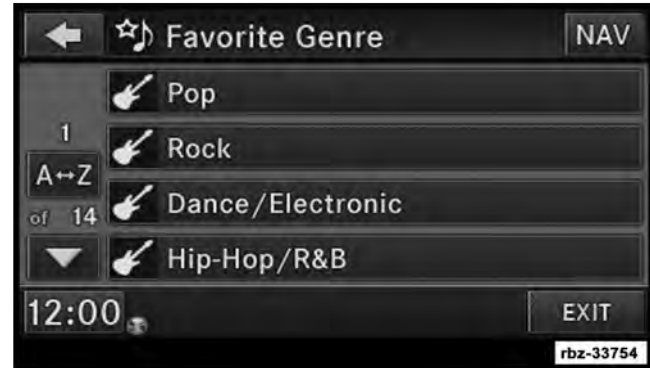 Favorite Genre NAV
Pop
1
Rock
A↔Z
of 14
Dance/Electronic
Hip-Hop/R&B
12:00 EXIT
rbz-33754